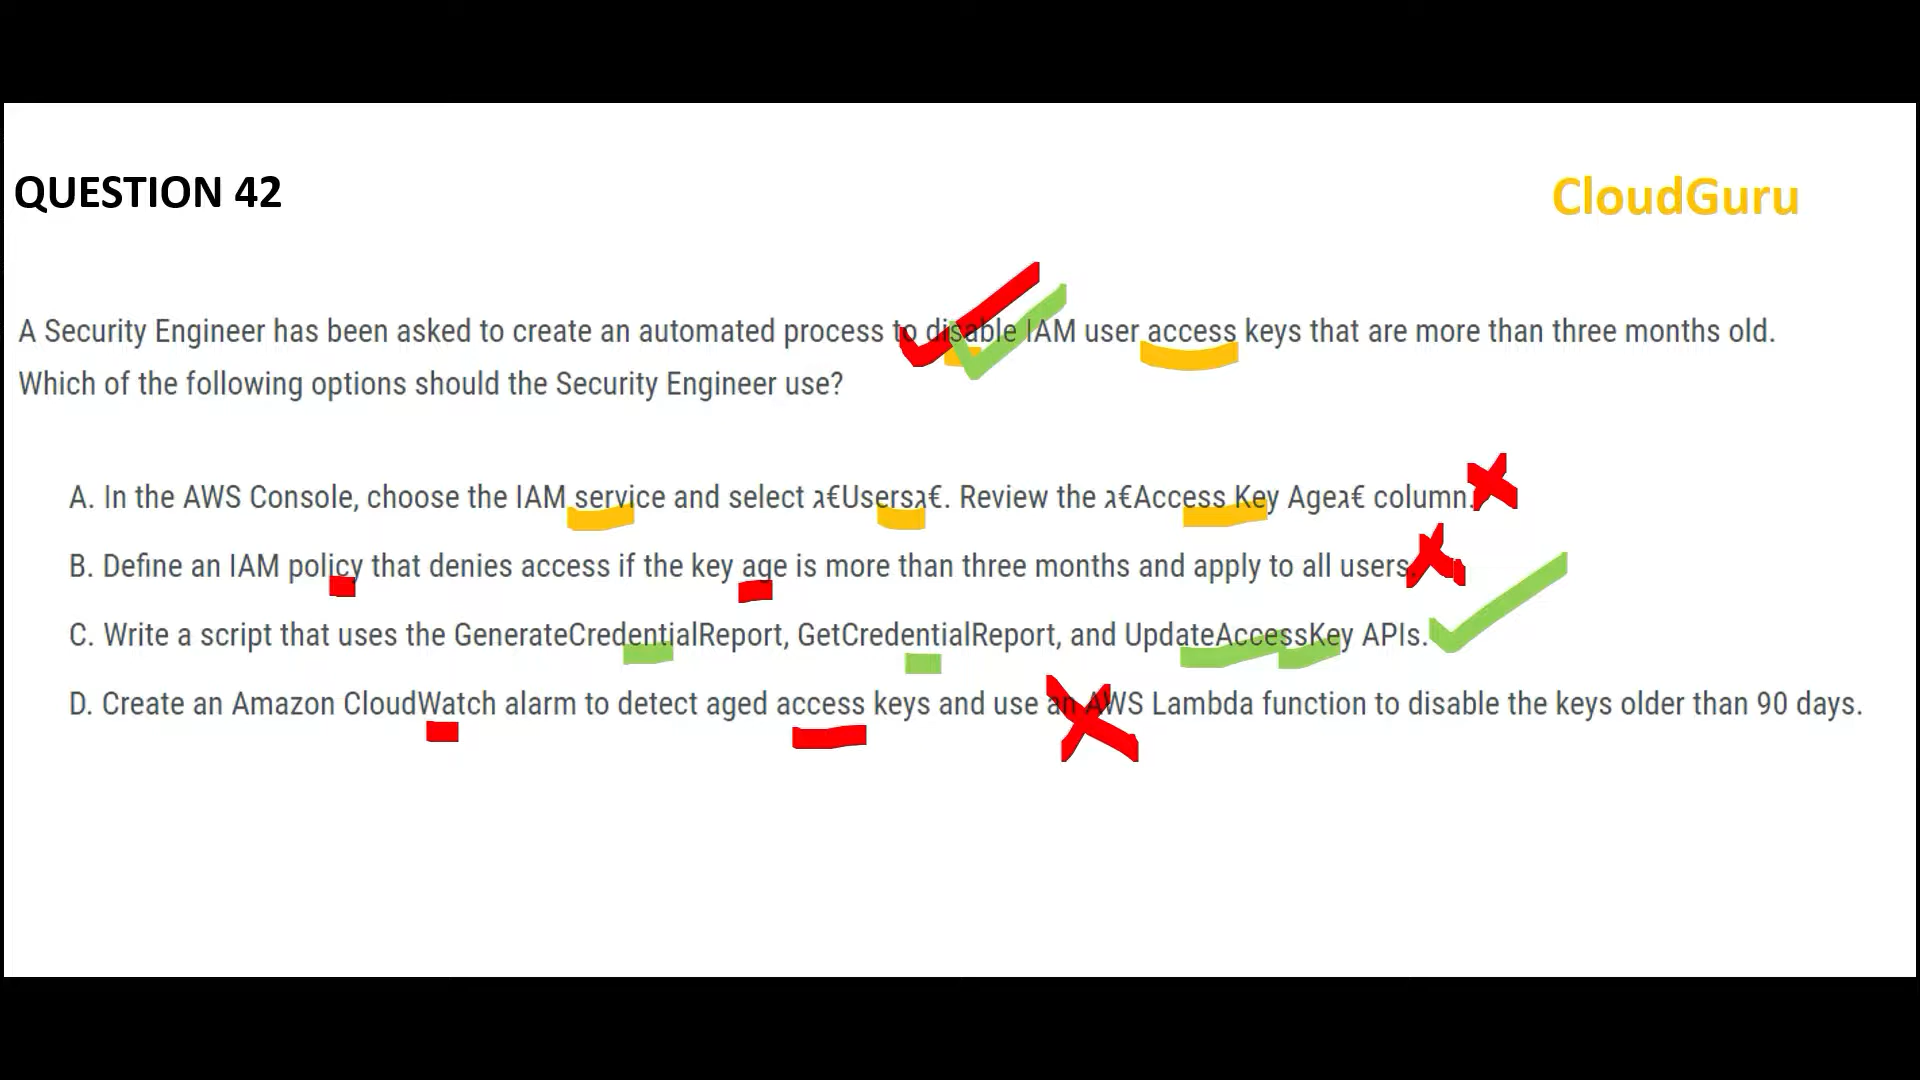 QUESTION 42
CloudGuru
A Security Engineer has been asked to create an automated process to disable IAM user access keys that are more than three months old.
Which of the following options should the Security Engineer use?
A. In the AWS Console, choose the IAM service and select λ€Usersλ€. Review the λ€Access Key Ageλ€ column.
B. Define an IAM policy that denies access if the key age is more than three months and apply to all users.
C. Write a script that uses the GenerateCredentialReport, GetCredentialReport, and UpdateAccessKey APIs.
D. Create an Amazon CloudWatch alarm to detect aged access keys and use an AWS Lambda function to disable the keys older than 90 days.